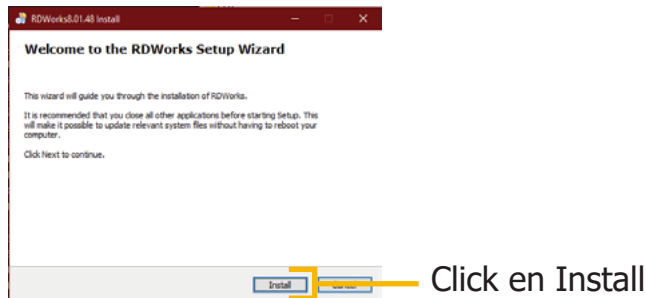 RDWorks8.01.48 Install
Welcome to the RDWorks Setup Wizard
This wizard will guide you through the installation of RDWorks.
It is recommended that you close all other applications before starting Setup. This
will make it possible to update relevant system files without having to reboot your
computer.
Click Next to continue.
Install
Click en Install